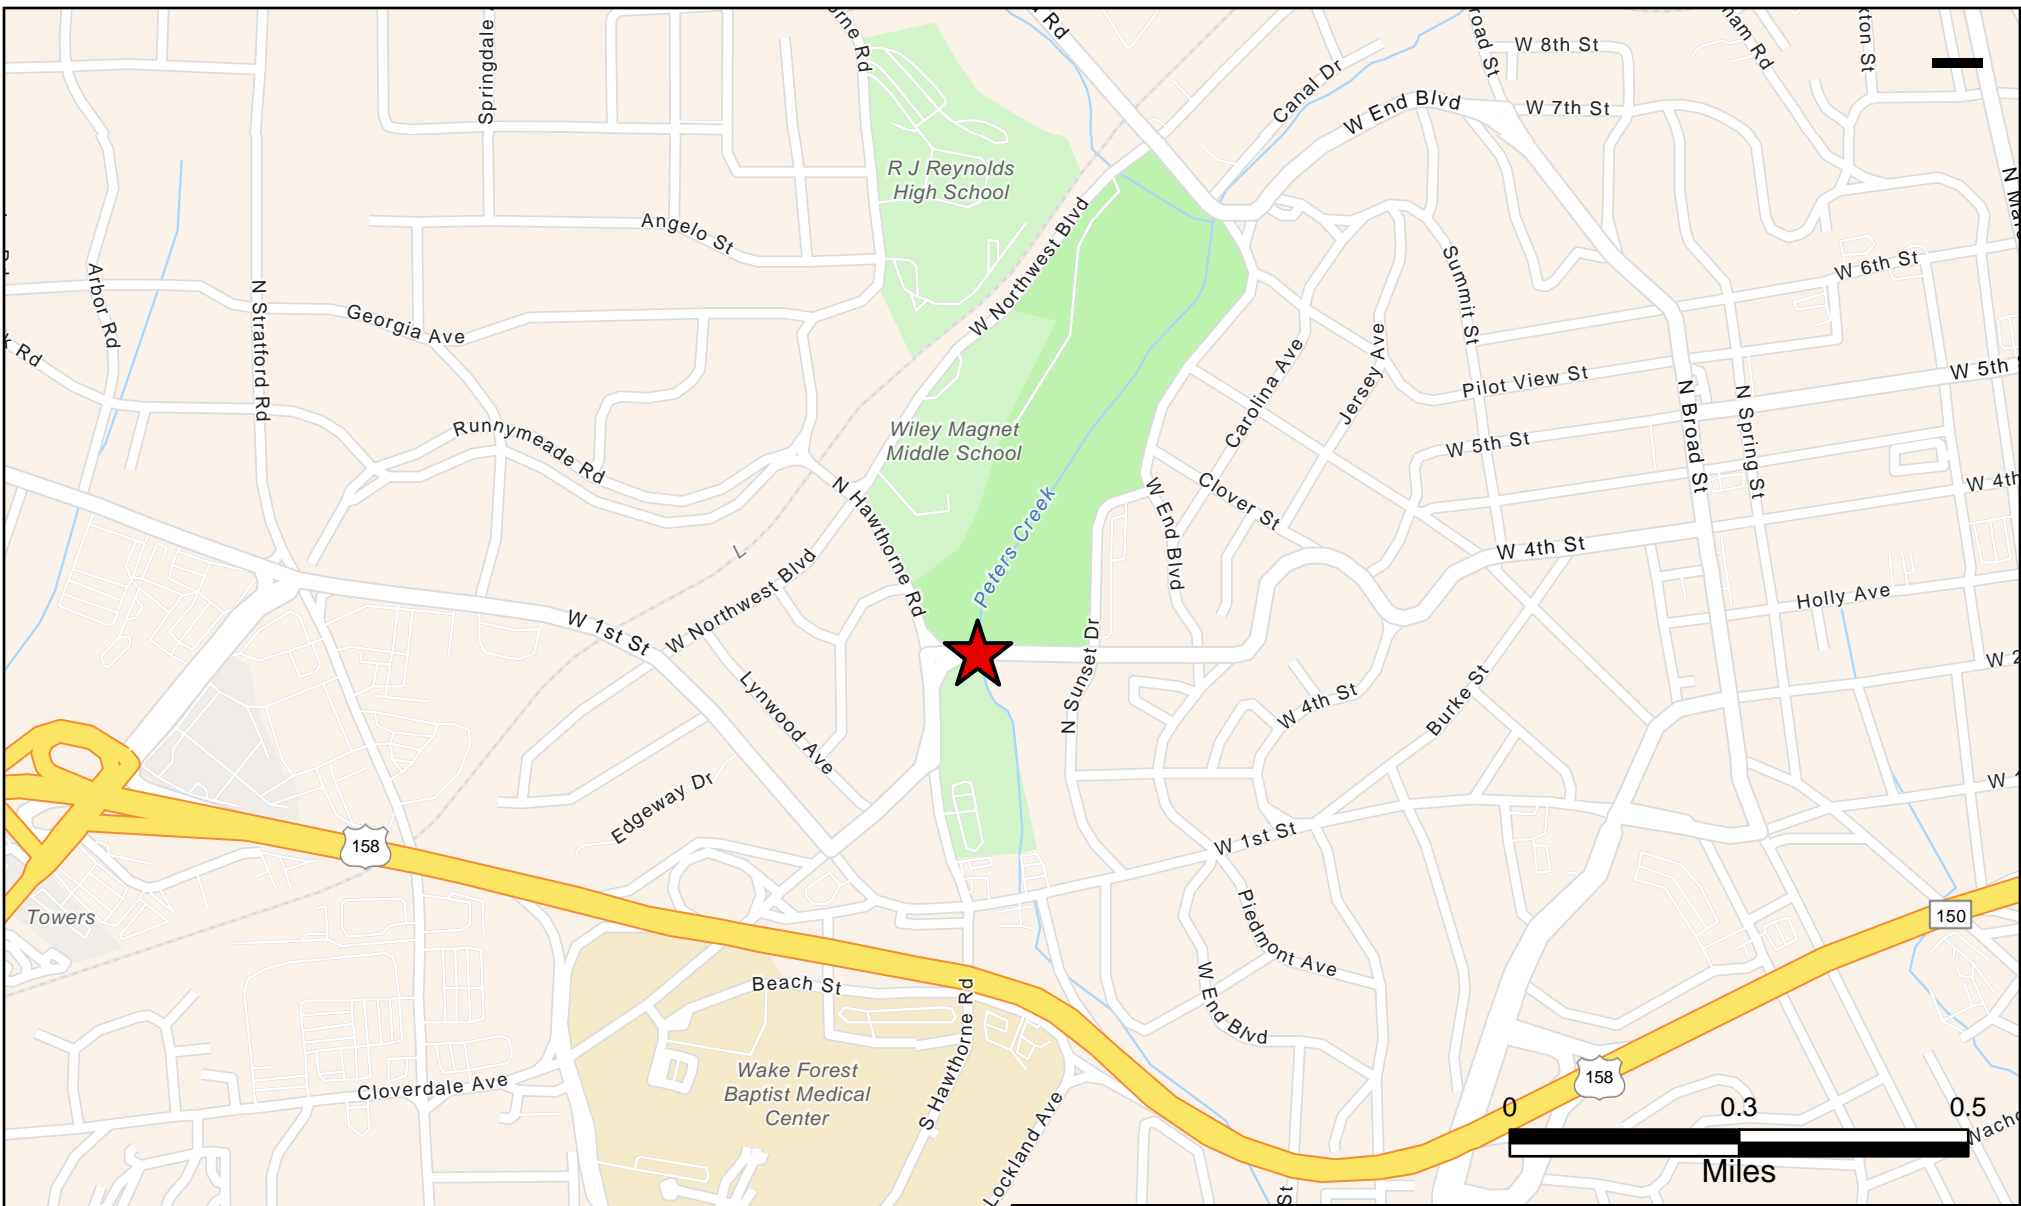 Springdale
W 8th St
Canal Dr
W End Blvd
W 7th St
R J Reynolds
High School
Angelo St
W Northwest Blvd
Summit St
W 6th St
Arbor Rd
N Stratford Rd
Georgia Ave
Carolina Ave
Jersey Ave
Pilot View St
W 5th
N Broad St
N Spring St
Runnymeade Rd
Wiley Magnet
Middle School
W 5th St
N Hawthorne Rd
Clover St
W End Blvd
W 4th
Peters Creek
W 4th St
W Northwest Blvd
W 1st St
Holly Ave
N Sunset Dr
Lynwood Ave
W 4th St
Burke St
Edgeway Dr
158
W 1st St
Towers
Piedmont Ave
150
Beach St
W End Blvd
S Hawthorne Rd
Wake Forest
Baptist Medical
Center
Cloverdale Ave
Lockland Ave
158
0 0.3 0.5
Miles